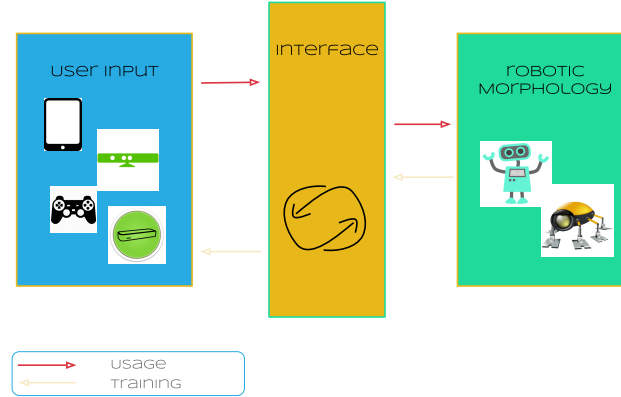 User Input
Interface
Robotic
Morphology
Usage
Training